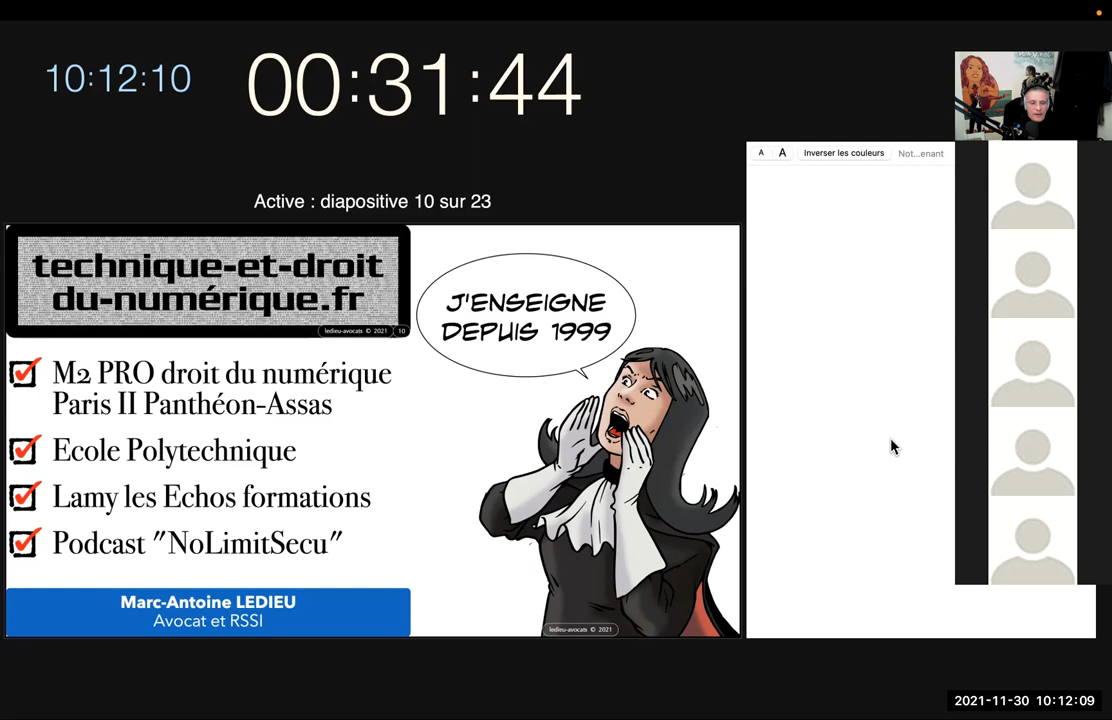 10:12:10
00:31:44
Active : diapositive 10 sur 23
A A Inverser les couleurs Not...enant
technique-et-droit
du-numérique.fr
ledieu-avocats © 2021 10
J'ENSEIGNE
DEPUIS 1999
M2 PRO droit du numérique
Paris II Panthéon-Assas
Ecole Polytechnique
Lamy les Echos formations
Podcast "NoLimitSecu"
Marc-Antoine LEDIEU
Avocat et RSSI
ledieu-avocats © 2021
2021-11-30 10:12:09